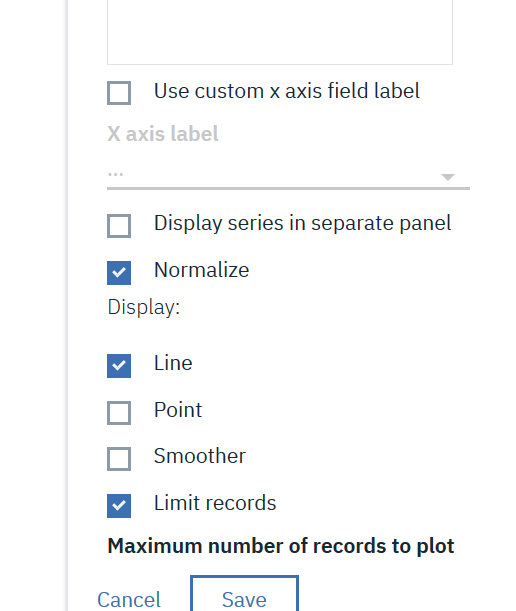 Use custom x axis field label
X axis label
...
Display series in separate panel
Normalize
Display:
Line
Point
Smoother
Limit records
Maximum number of records to plot
Cancel Save